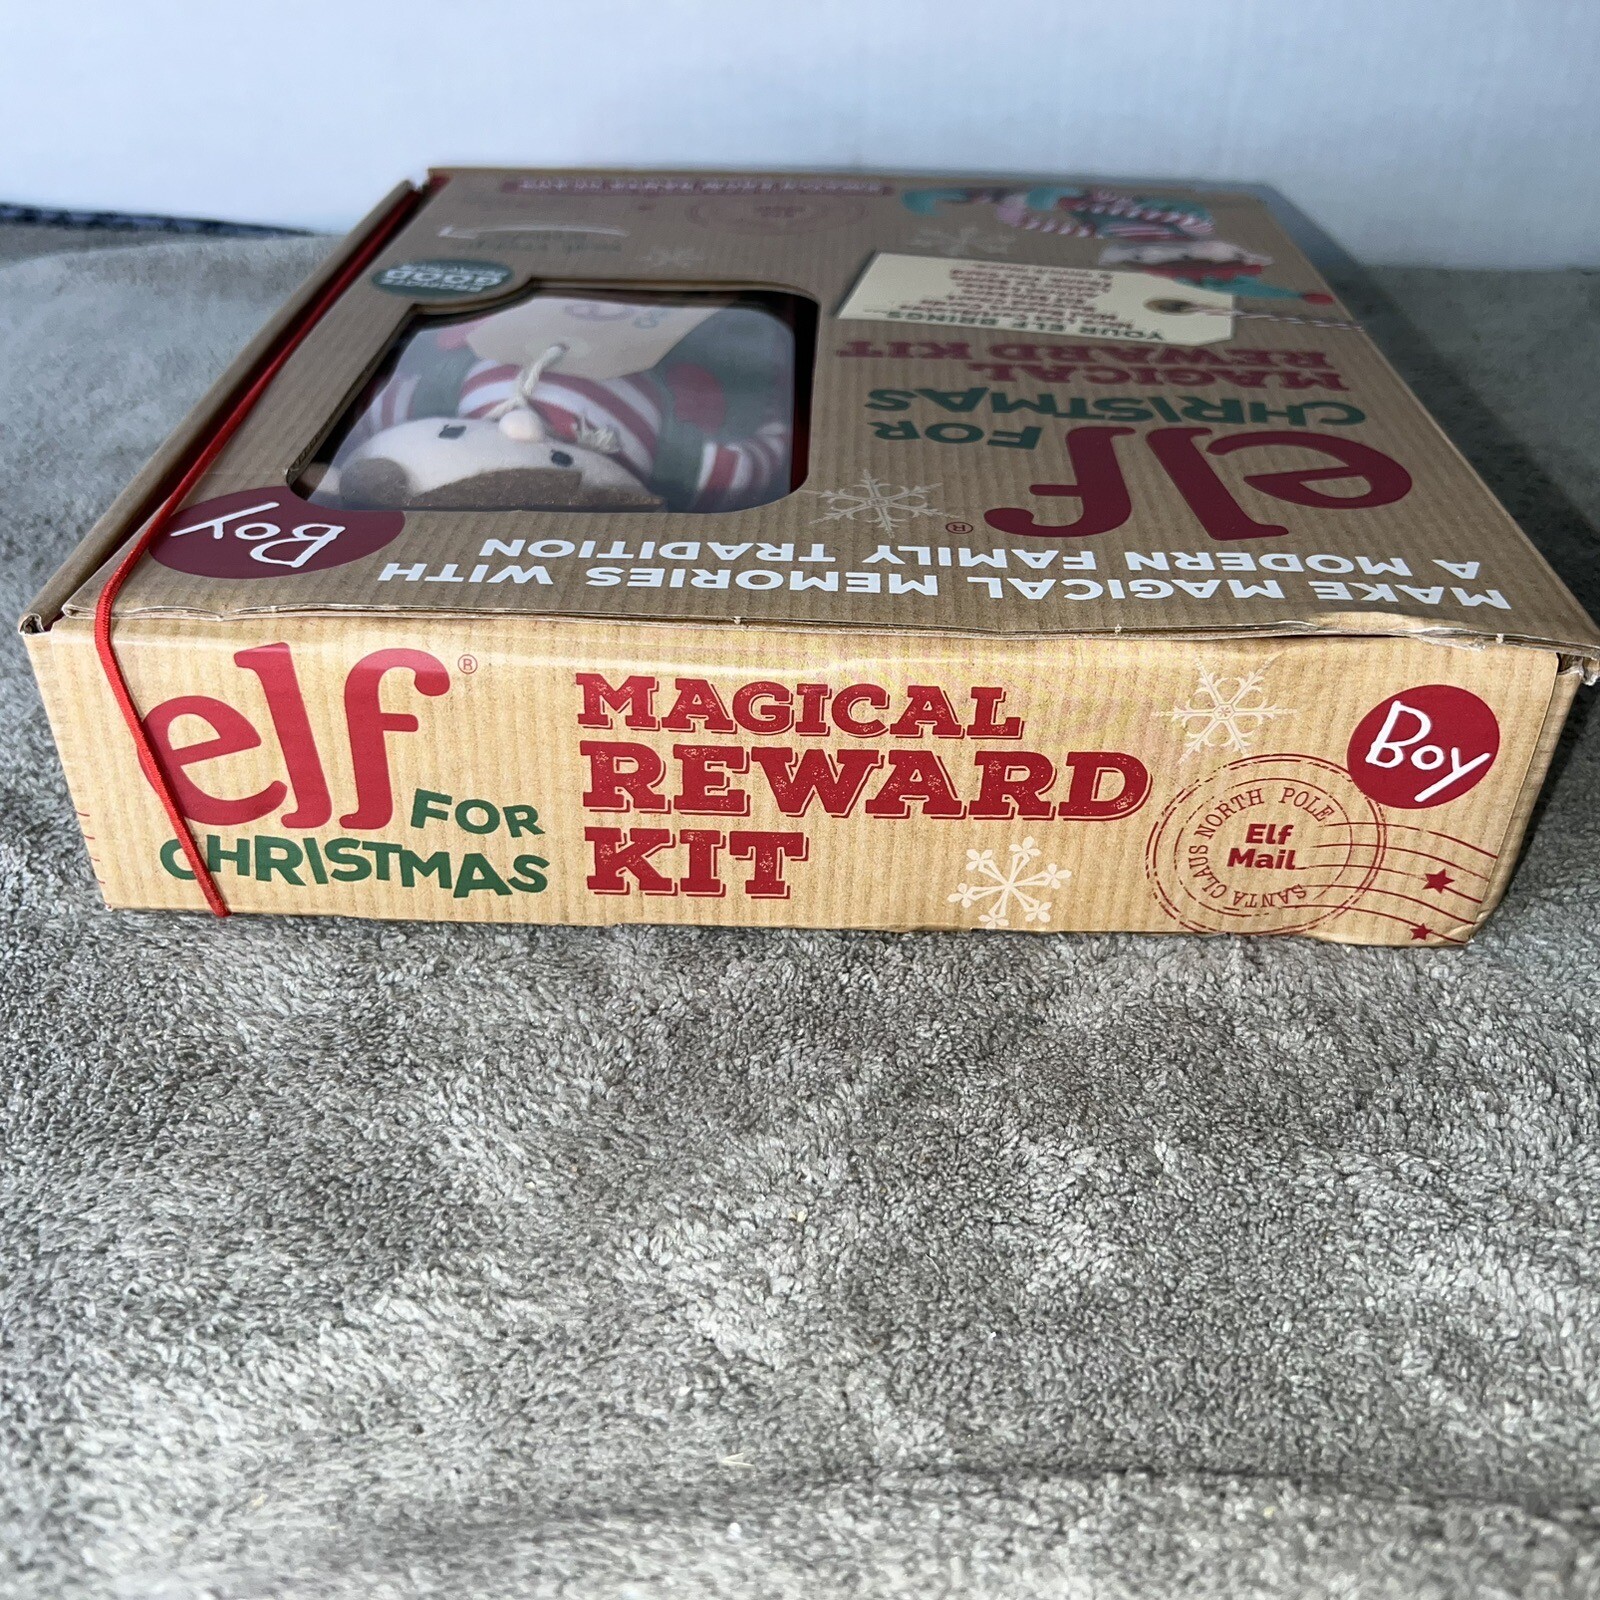 elf®
FOR
CHRISTMAS
MAGICAL
REWARD
KIT
Boy
SANTA CLAUS NORTH POLE
Elf
Mail
MAKE MAGICAL MEMORIES WITH
A MODERN FAMILY TRADITION
elf®
FOR
CHRISTMAS
MAGICAL
REWARD KIT
YOUR ELF BRINGS
Boy
GOOD